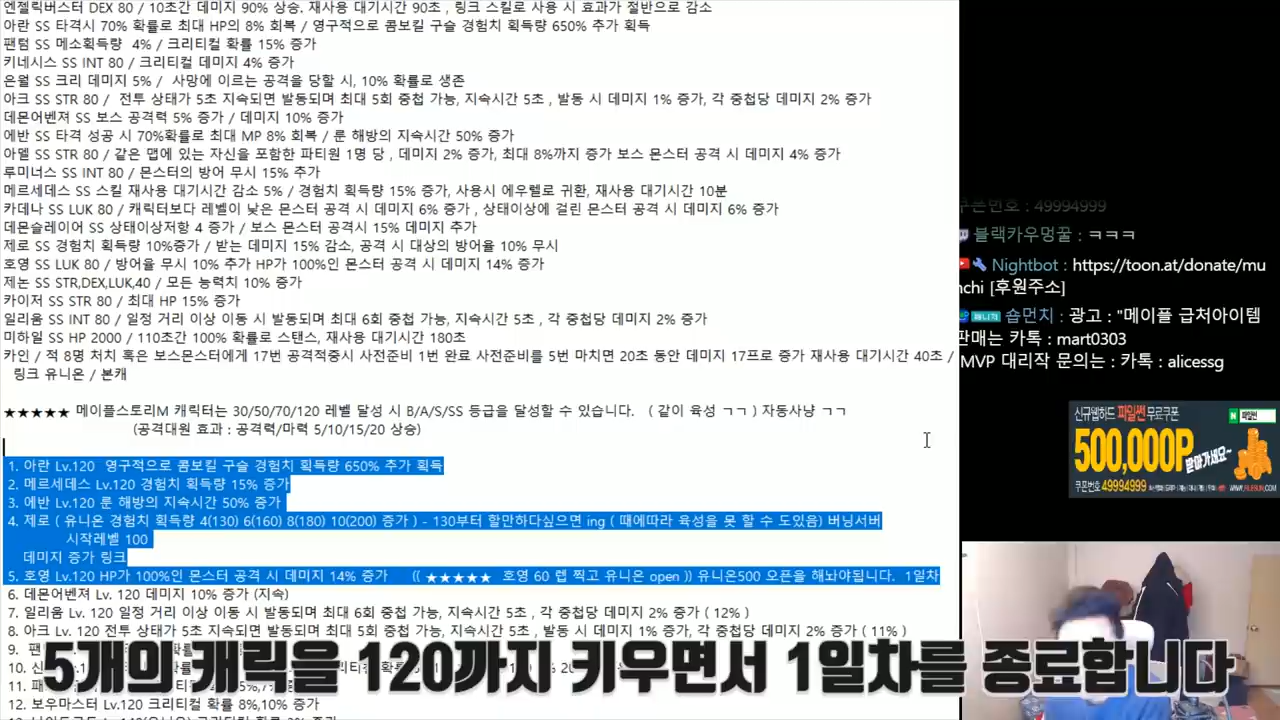 엔젤릭버스터 DEX 80 / 10초간 데미지 90% 상승. 재사용 대기시간 90초 , 링크 스킬로 사용 시 효과가 절반으로 감소
아란 SS 타격시 70% 확률로 최대 HP의 8% 회복 / 영구적으로 콤보킬 구슬 경험치 획득량 650% 추가 획득
팬텀 SS 메소획득량 4% / 크리티컬 확률 15% 증가
키네시스 SS INT 80 / 크리티컬 데미지 4% 증가
은월 SS 크리 데미지 5% / 사망에 이르는 공격을 당할 시, 10% 확률로 생존
아크 SS STR 80 / 전투 상태가 5초 지속되면 발동되며 최대 5회 중첩 가능, 지속시간 5초 , 발동 시 데미지 1% 증가, 각 중첩당 데미지 2% 증가
데몬어벤져 SS 보스 공격력 5% 증가 / 데미지 10% 증가
에반 SS 타격 성공 시 70%확률로 최대 MP 8% 회복 / 룬 해방의 지속시간 50% 증가
아델 SS STR 80 / 같은 맵에 있는 자신을 포함한 파티원 1명 당 , 데미지 2% 증가, 최대 8%까지 증가 보스 몬스터 공격 시 데미지 4% 증가
루미너스 SS INT 80 / 몬스터의 방어 무시 15% 추가
메르세데스 SS 스킬 재사용 대기시간 감소 5% / 경험치 획득량 15% 증가, 사용시 에우렐로 귀환, 재사용 대기시간 10분
카데나 SS LUK 80 / 캐릭터보다 레벨이 낮은 몬스터 공격 시 데미지 6% 증가 , 상태이상에 걸린 몬스터 공격 시 데미지 6% 증가
데몬슬레이어 SS 상태이상저항 4 증가 / 보스 몬스터 공격시 15% 데미지 추가
제로 SS 경험치 획득량 10%증가 / 받는 데미지 15% 감소, 공격 시 대상의 방어율 10% 무시
호영 SS LUK 80 / 방어율 무시 10% 추가 HP가 100%인 몬스터 공격 시 데미지 14% 증가
제논 SS STR,DEX,LUK,40 / 모든 능력치 10% 증가
카이저 SS STR 80 / 최대 HP 15% 증가
일리움 SS INT 80 / 일정 거리 이상 이동 시 발동되며 최대 6회 중첩 가능, 지속시간 5초 , 각 중첩당 데미지 2% 증가
미하일 SS HP 2000 / 110초간 100% 확률로 스탠스, 재사용 대기시간 180초
카인 / 적 8명 처치 혹은 보스몬스터에게 17번 공격적중시 사전준비 1번 완료 사전준비를 5번 마치면 20초 동안 데미지 17프로 증가 재사용 대기시간 40초 /
링크 유니온 / 본캐
★★★★★ 메이플스토리M 캐릭터는 30/50/70/120 레벨 달성 시 B/A/S/SS 등급을 달성할 수 있습니다. ( 같이 육성 ㄱㄱ ) 자동사냥 ㄱㄱ
(공격대원 효과 : 공격력/마력 5/10/15/20 상승)
1. 아란 Lv.120 영구적으로 콤보킬 구슬 경험치 획득량 650% 추가 획득
2. 메르세데스 Lv.120 경험치 획득량 15% 증가
3. 에반 Lv.120 룬 해방의 지속시간 50% 증가
4. 제로 ( 유니온 경험치 획득량 4(130) 6(160) 8(180) 10(200) 증가 ) - 130부터 할만하다싶으면 ing ( 때에따라 육성을 못 할 수 도있음) 버닝서버
시작레벨 100
데미지 증가 링크
5. 호영 Lv.120 HP가 100%인 몬스터 공격 시 데미지 14% 증가 (( ★★★★★ 호영 60 렙 찍고 유니온 open )) 유니온500 오픈을 해놔야됩니다. 1일차
6. 데몬어벤져 Lv. 120 데미지 10% 증가 (지속)
7. 일리움 Lv. 120 일정 거리 이상 이동 시 발동되며 최대 6회 중첩 가능, 지속시간 5초 , 각 중첩당 데미지 2% 증가 ( 12% )
8. 아크 Lv. 120 전투 상태가 5초 지속되면 발동되며 최대 5회 중첩 가능, 지속시간 5초 , 발동 시 데미지 1% 증가, 각 중첩당 데미지 2% 증가 ( 11% )
9.
10.
11.
12. 보우마스터 Lv.120 크리티컬 확률 8%,10% 증가
5개의 캐릭을 120까지 키우면서 1일차를 종료합니다
쿠폰번호 : 49994999
블랙카우멍꿀 : ㅋㅋㅋ
Nightbot : https://toon.at/donate/mu
nchi [후원주소]
매니저 숍먼치 : 광고 : "메이플 급처아이템
판매는 카톡 : mart0303
MVP 대리작 문의는 : 카톡 : alicessg
신규웹하드 파일썬 무료쿠폰
파일썬
500,000P 받아가세요~
쿠폰번호 49994999